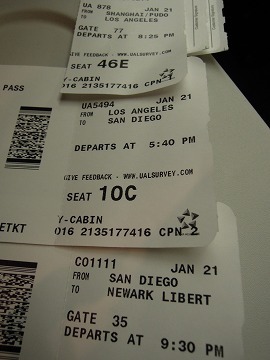 UA 878 JAN 21
FROM SHANGHAI/PUDO
TO LOS ANGELES
GATE 77
DEPARTS AT 8:25 PM
GIVE FEEDBACK - WWW.UALSURVEY.
SEAT 46E
Y-CABIN
016 2135177416 CPN
PASS
UA5494 JAN 21
FROM LOS ANGELES
TO SAN DIEGO
DEPARTS AT 5:40 PM
GIVE FEEDBACK - WWW.UALSURVEY.COM
SEAT 10C
Y-CABIN
ETKT 016 2135177416 CPN 2
CO1111 JAN 21
FROM SAN DIEGO
TO NEWARK LIBERT
GATE 35
DEPARTS AT 9:30 PM